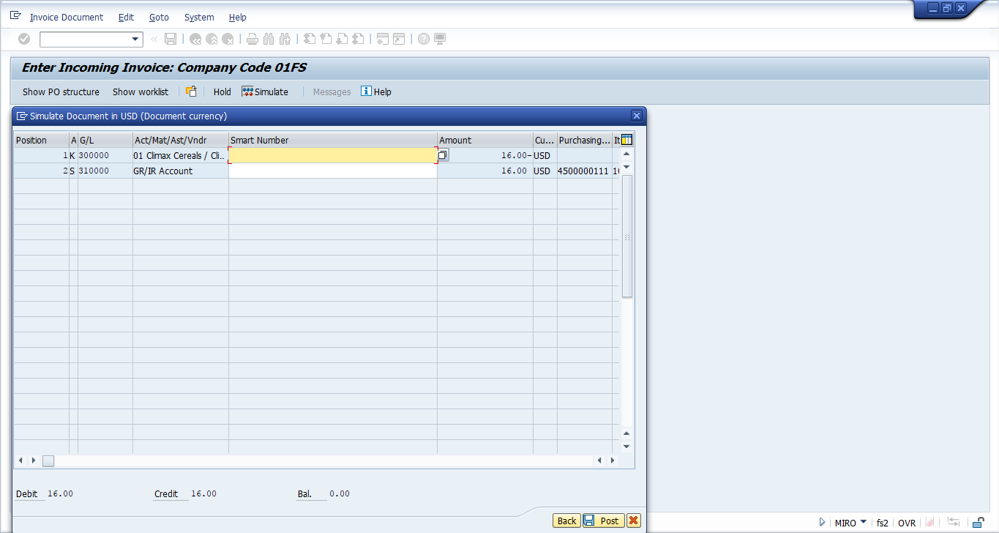 Invoice Document Edit Goto System Help
Enter Incoming Invoice: Company Code 01FS
Show PO structure Show worklist Hold Simulate Messages Help
Simulate Document in USD (Document currency)
Position A G/L Act/Mat/Ast/Vndr Smart Number Amount Cu... Purchasing... It
1 K 300000 01 Climax Cereals / Cli... 16.00- USD
2 S 310000 GR/IR Account 16.00 USD 4500000111 10
Debit 16.00 Credit 16.00 Bal. 0.00
Back Post
MIRO fs2 OVR